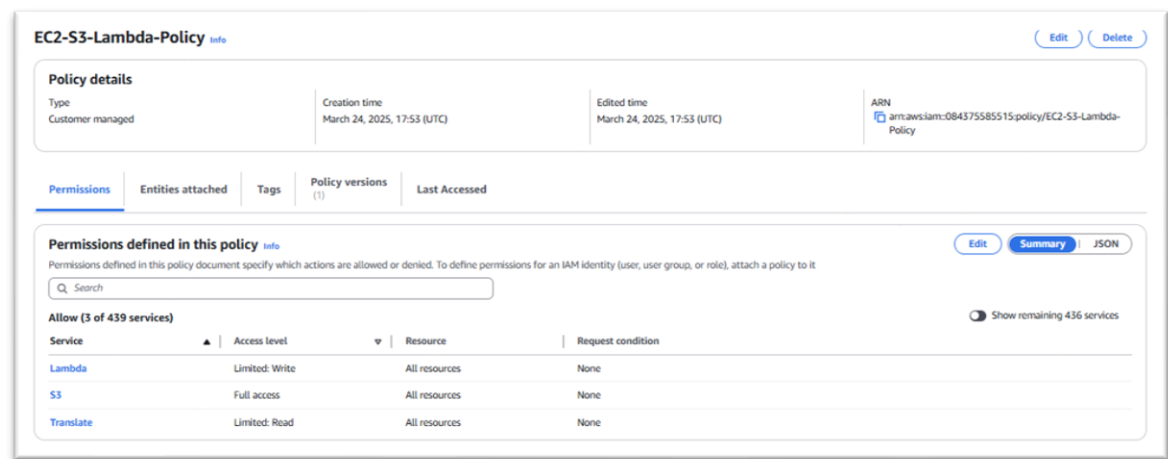 EC2-S3-Lambda-Policy Info
Edit
Delete
Policy details
Type
Customer managed
Creation time
March 24, 2025, 17:53 (UTC)
Edited time
March 24, 2025, 17:53 (UTC)
ARN
arn:aws:iam::084375585515:policy/EC2-S3-Lambda-
Policy
Permissions
Entities attached
Tags
Policy versions
(1)
Last Accessed
Permissions defined in this policy Info
Edit
Summary
JSON
Permissions defined in this policy document specify which actions are allowed or denied. To define permissions for an IAM identity (user, user group, or role), attach a policy to it
Search
Allow (3 of 439 services)
Show remaining 436 services
Service Access level Resource Request condition
Lambda Limited: Write All resources None
S3 Full access All resources None
Translate Limited: Read All resources None